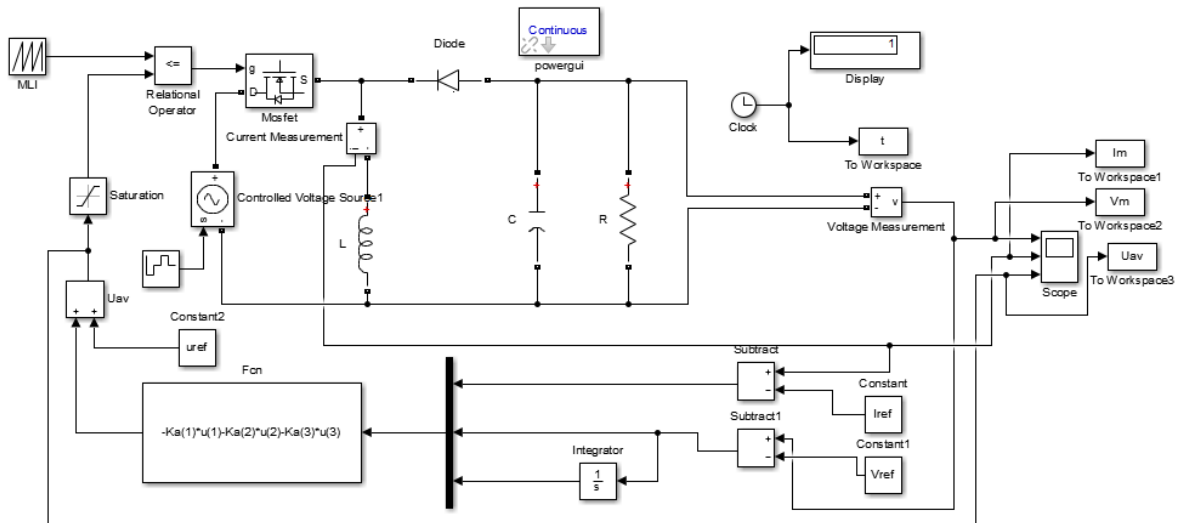 Continuous
powergui
Diode
1
Display
MLI
<=
Relational
Operator
g
D
S
Mosfet
Current Measurement
+
-
i
Clock
t
To Workspace
Im
To Workspace1
Saturation
+
-
s
Controlled Voltage Source1
L
+
C
+
R
+
+
-
v
Voltage Measurement
Vm
To Workspace2
Uav
To Workspace3
Scope
Uav
+ +
Constant2
uref
Fcn
-Ka(1)*u(1)-Ka(2)*u(2)-Ka(3)*u(3)
Subtract
+
−
Constant
Iref
Subtract1
+
−
Constant1
Vref
Integrator
1
s